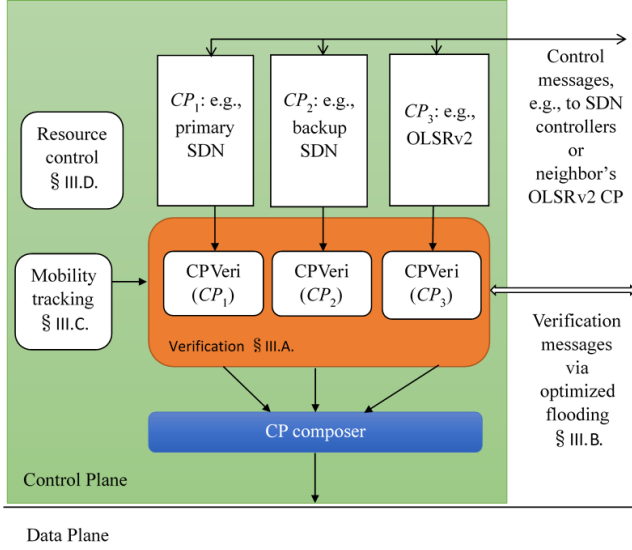 CP1: e.g.,
primary
SDN
CP2: e.g.,
backup
SDN
CP3: e.g.,
OLSRv2
Control
messages,
e.g., to SDN
controllers
or
neighbor's
OLSRv2 CP
Resource
control
§ III.D.
Mobility
tracking
§ III.C.
CPVeri
(CP1)
CPVeri
(CP2)
CPVeri
(CP3)
Verification § III.A.
Verification
messages
via
optimized
flooding
§ III.B.
CP composer
Control Plane
Data Plane